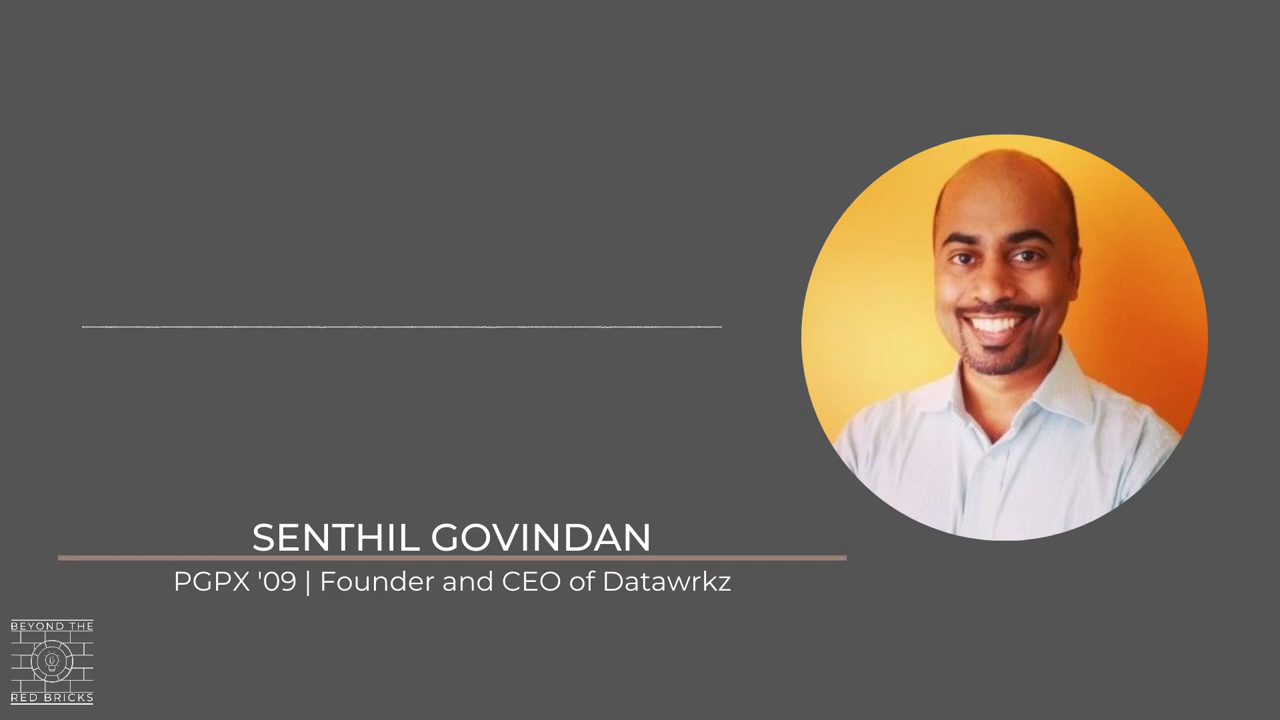 SENTHIL GOVINDAN
PGPX '09 | Founder and CEO of Datawrkz
BEYOND THE
RED BRICKS